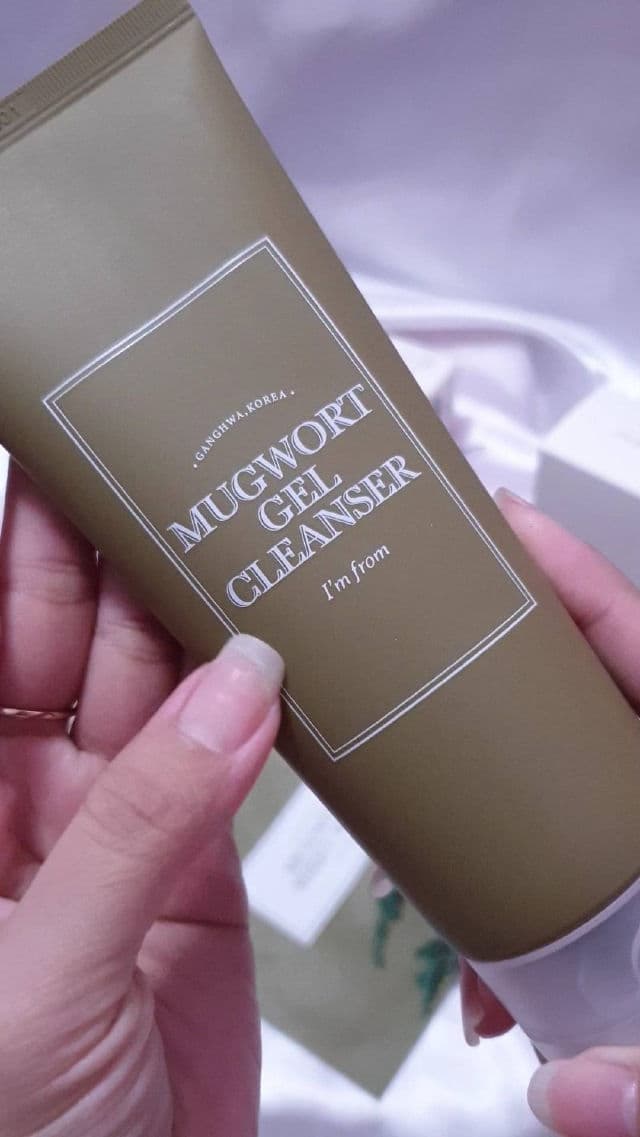 • GANGHWA, KOREA •
MUGWORT
GEL
CLEANSER
I'm from